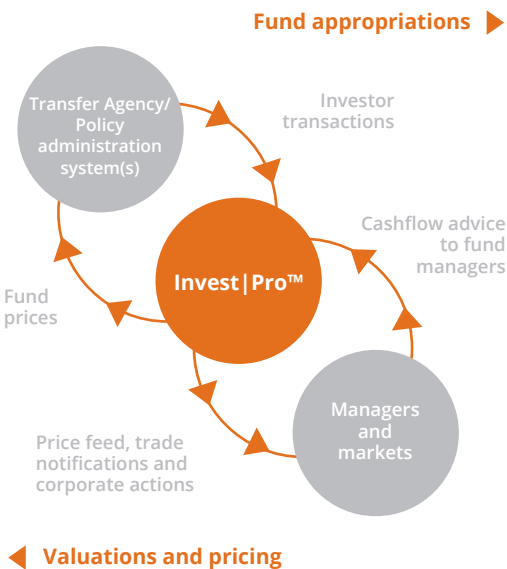 Fund appropriations
Transfer Agency/
Policy
administration
system(s)
Investor
transactions
Cashflow advice
to fund
managers
Invest|Pro™
Fund
prices
Managers
and
markets
Price feed, trade
notifications and
corporate actions
Valuations and pricing